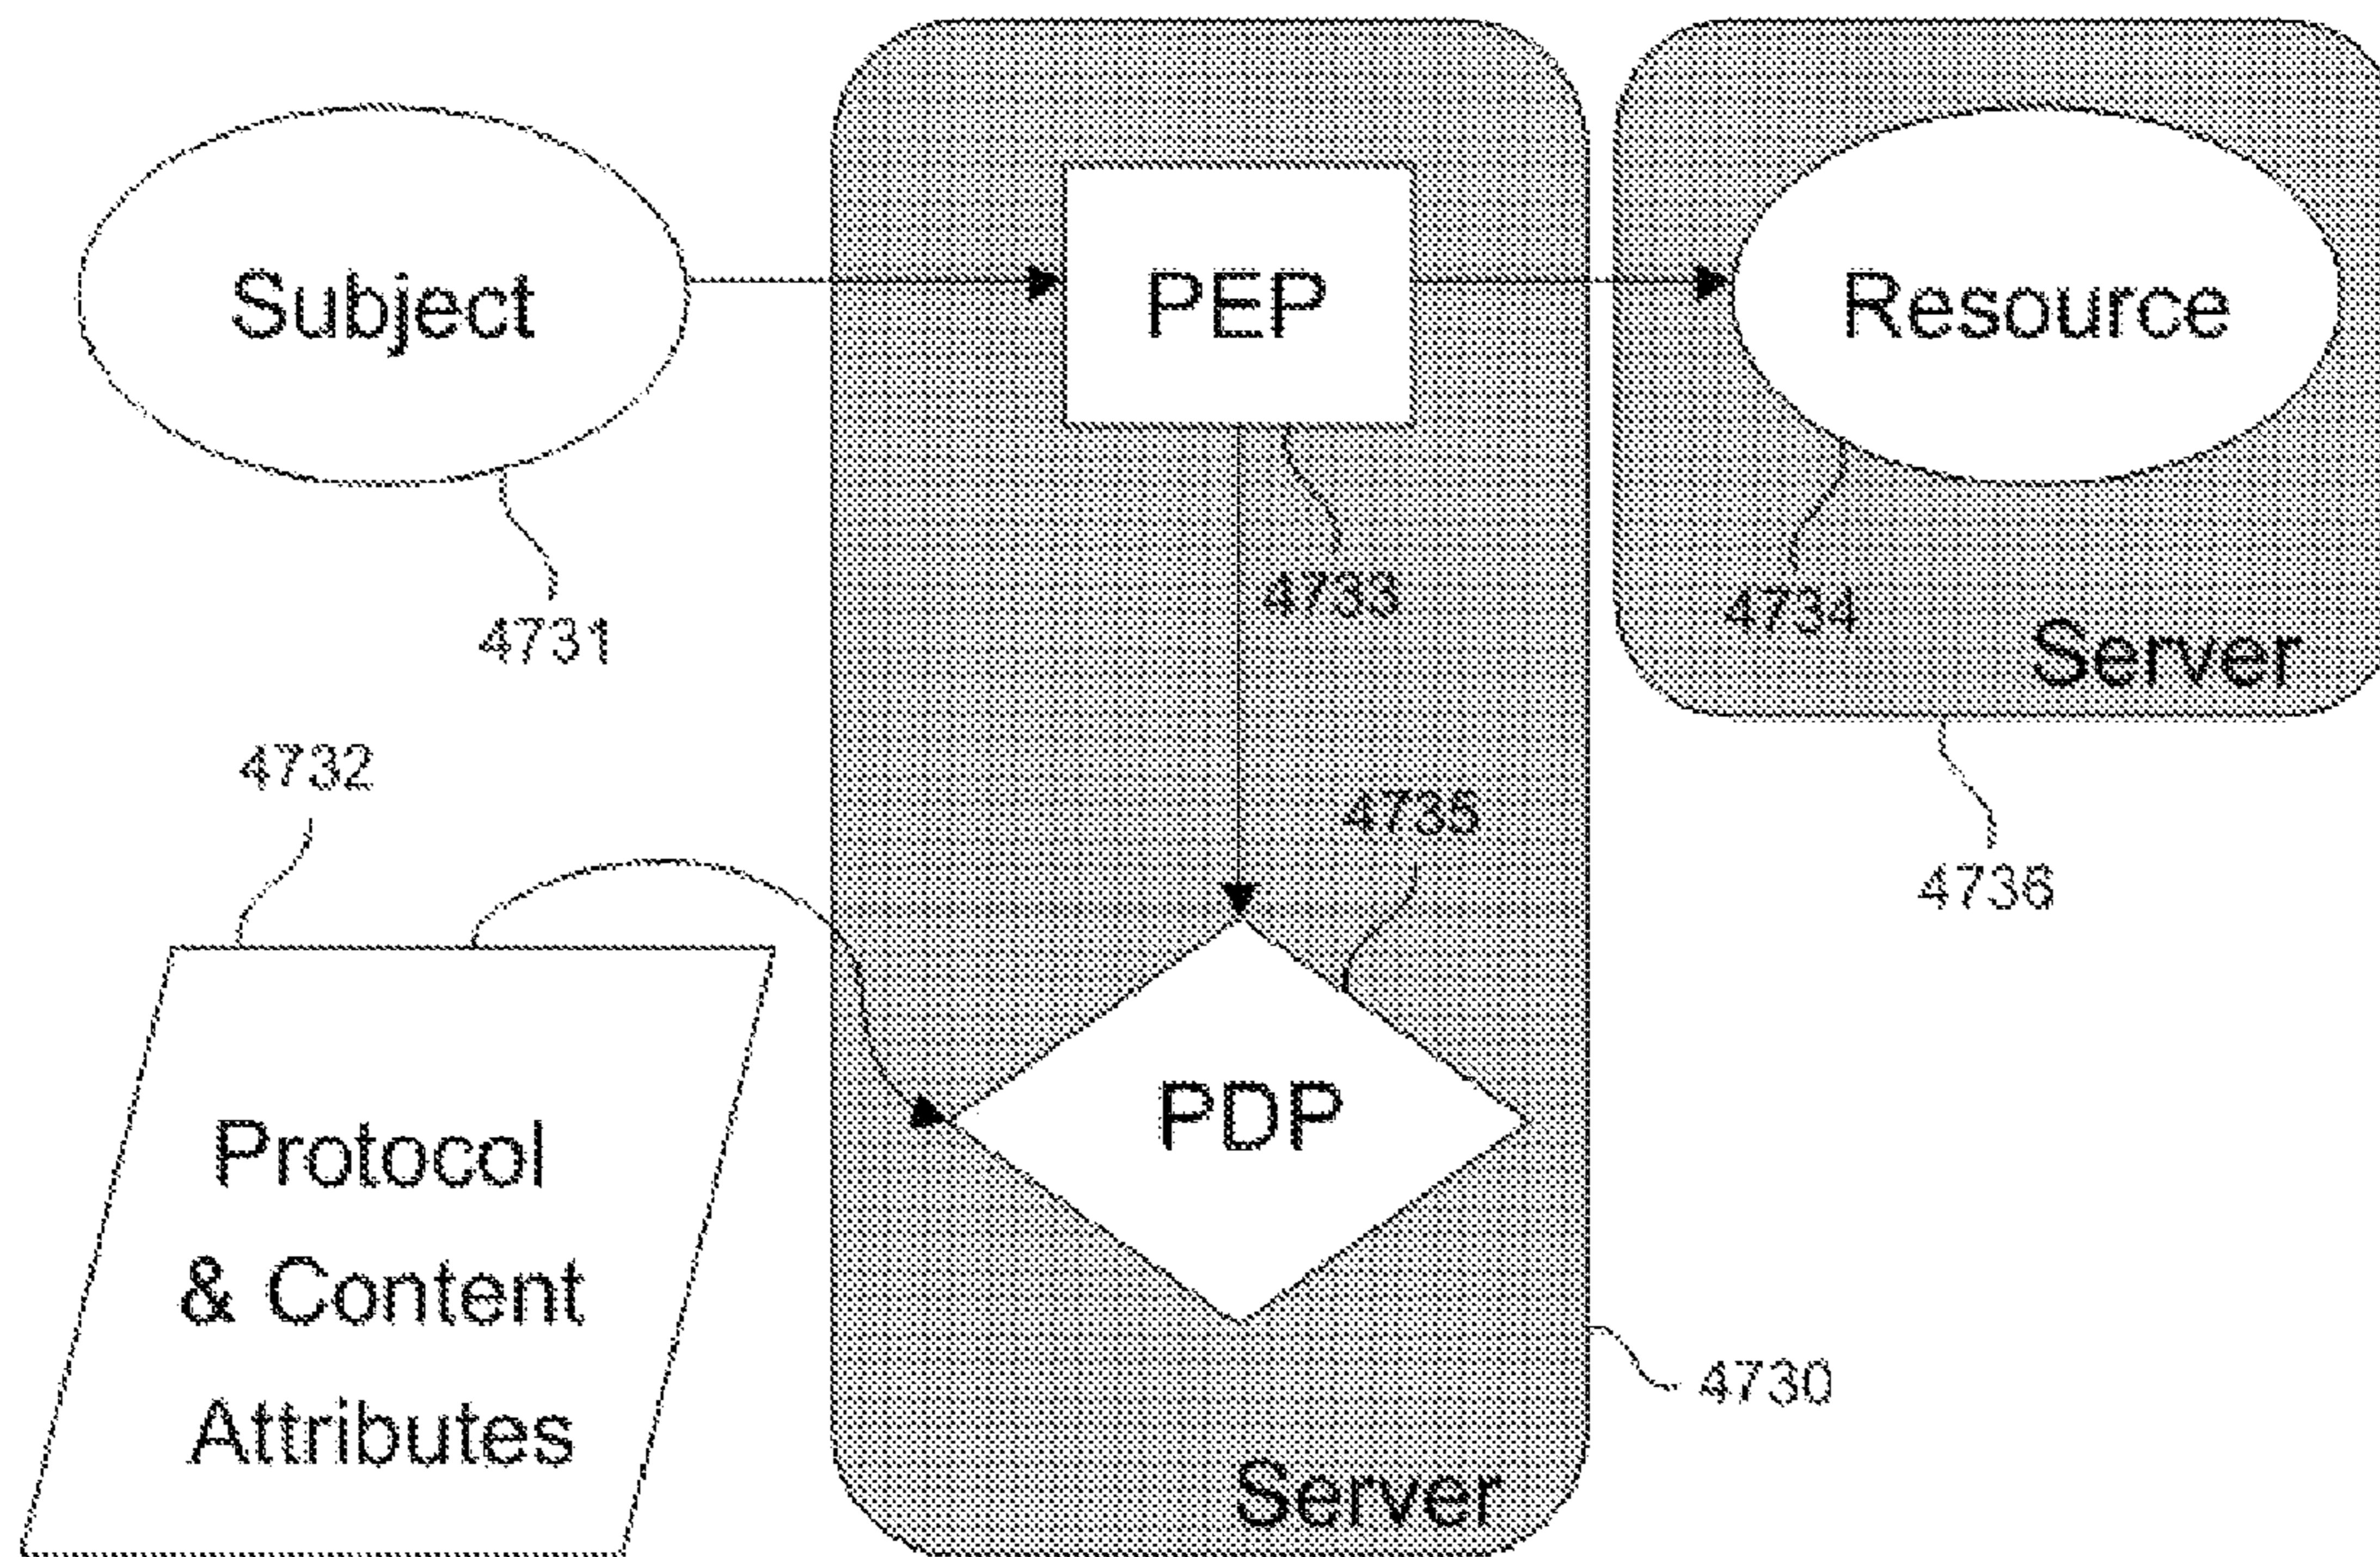 Subject
PEP
Resource
4733
4734
4731
Server
4732
4735
4736
PDP
Protocol
& Content
Attributes
4730
Server